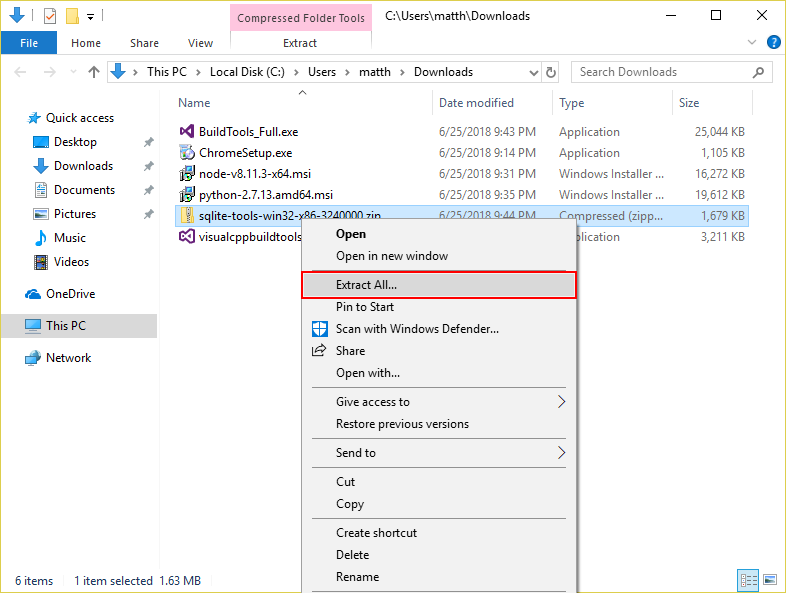 Compressed Folder Tools
C:\Users\matth\Downloads
File
Home
Share
View
Extract
This PC
Local Disk (C:)
Users
matth
Downloads
Search Downloads
Name
Date modified
Type
Size
Quick access
Desktop
Downloads
Documents
Pictures
Music
Videos
OneDrive
This PC
Network
BuildTools_Full.exe 6/25/2018 9:43 PM Application 25,044 KB
ChromeSetup.exe 6/25/2018 9:14 PM Application 1,105 KB
node-v8.11.3-x64.msi 6/25/2018 9:31 PM Windows Installer ... 16,272 KB
python-2.7.13.amd64.msi 6/25/2018 9:35 PM Windows Installer ... 19,612 KB
sqlite-tools-win32-x86-3240000.zip 6/25/2018 9:44 PM Compressed (zipp... 1,679 KB
visualcppbuildtools plication 3,211 KB
Open
Open in new window
Extract All...
Pin to Start
Scan with Windows Defender...
Share
Open with...
Give access to
Restore previous versions
Send to
Cut
Copy
Create shortcut
Delete
Rename
6 items 1 item selected 1.63 MB